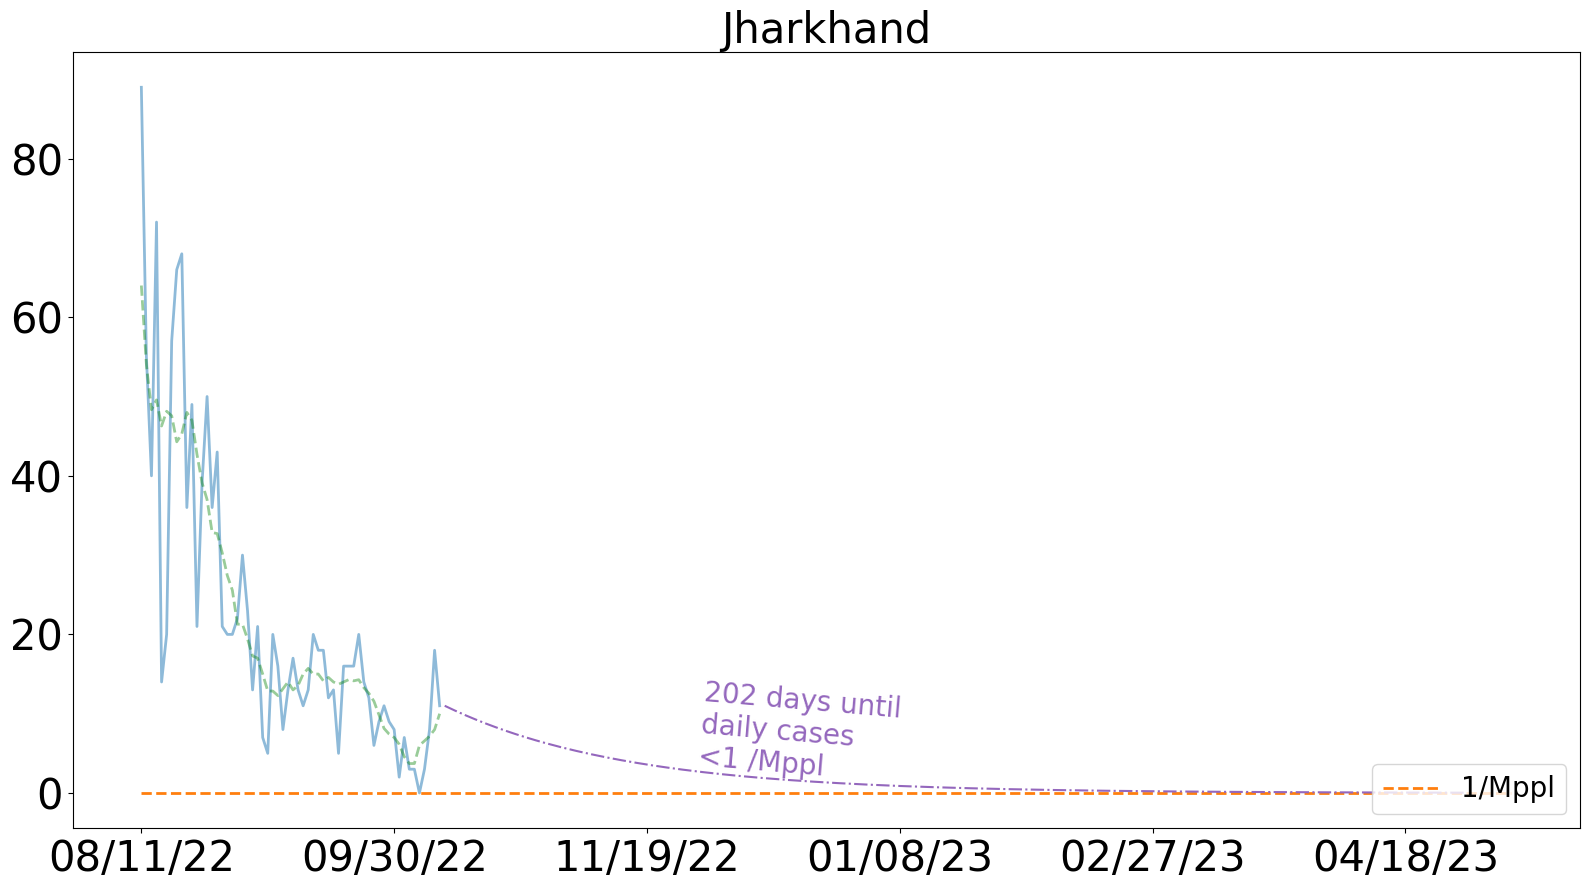 Jharkhand
80
60
40
20
0
202 days until
daily cases
<1 /Mppl
1/Mppl
08/11/22
09/30/22
11/19/22
01/08/23
02/27/23
04/18/23